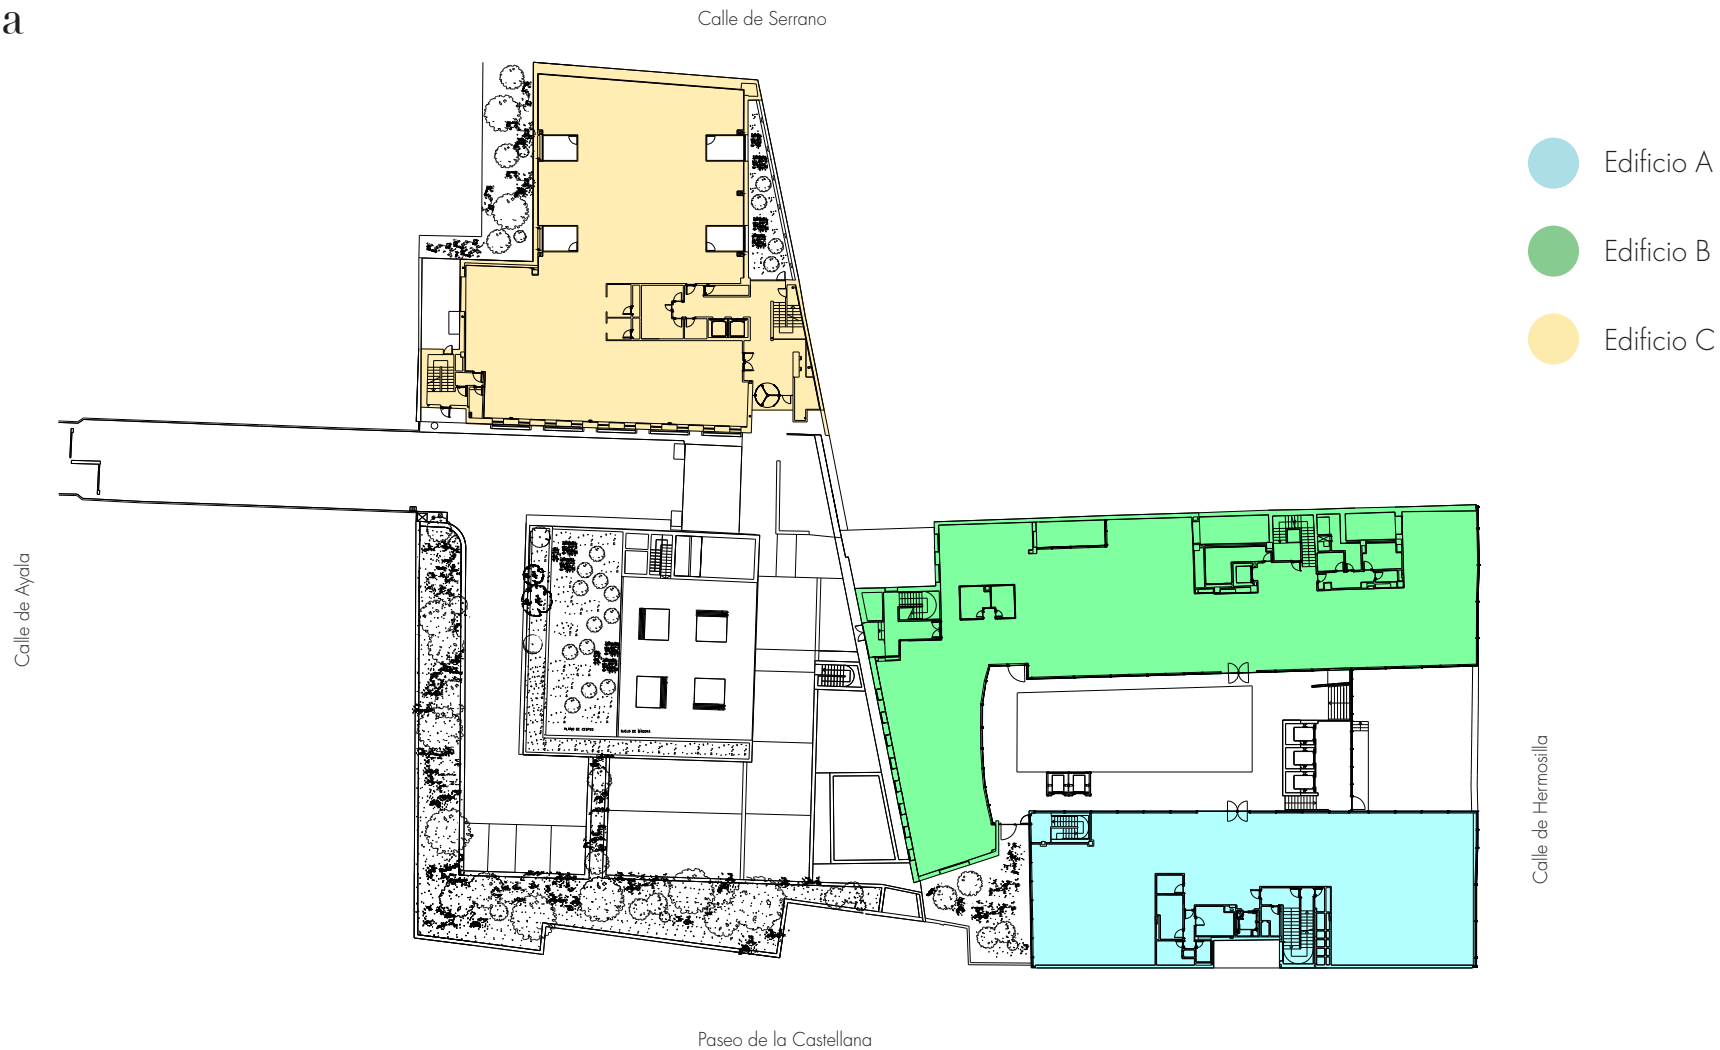 a
Calle de Serrano
Edificio A
Edificio B
Edificio C
Calle de Ayala
Calle de Hermosilla
Paseo de la Castellana